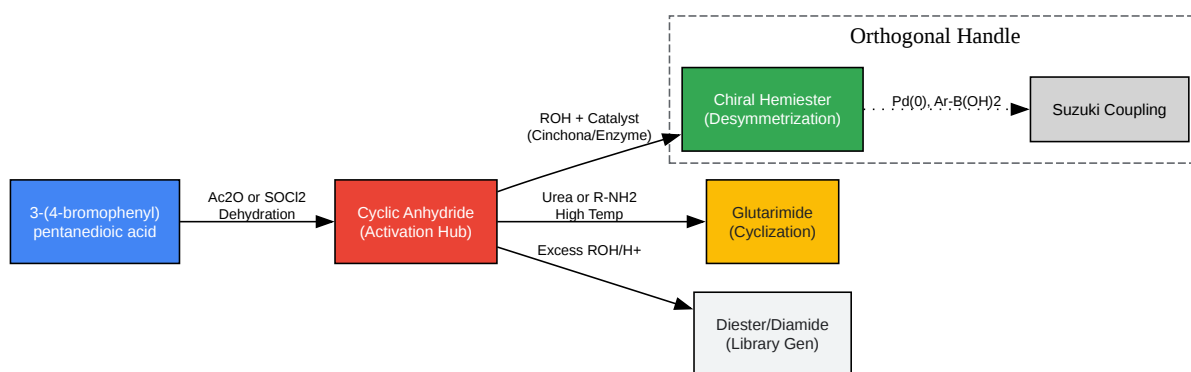 Orthogonal Handle
Chiral Hemiester
(Desymmetrization)
Pd(0), Ar-B(OH)2
Suzuki Coupling
ROH + Catalyst
(Cinchona/Enzyme)
3-(4-bromophenyl)
pentanedioic acid
Ac2O or SOCl2
Dehydration
Cyclic Anhydride
(Activation Hub)
Urea or R-NH2
High Temp
Glutarimide
(Cyclization)
Excess ROH/H+
Diester/Diamide
(Library Gen)